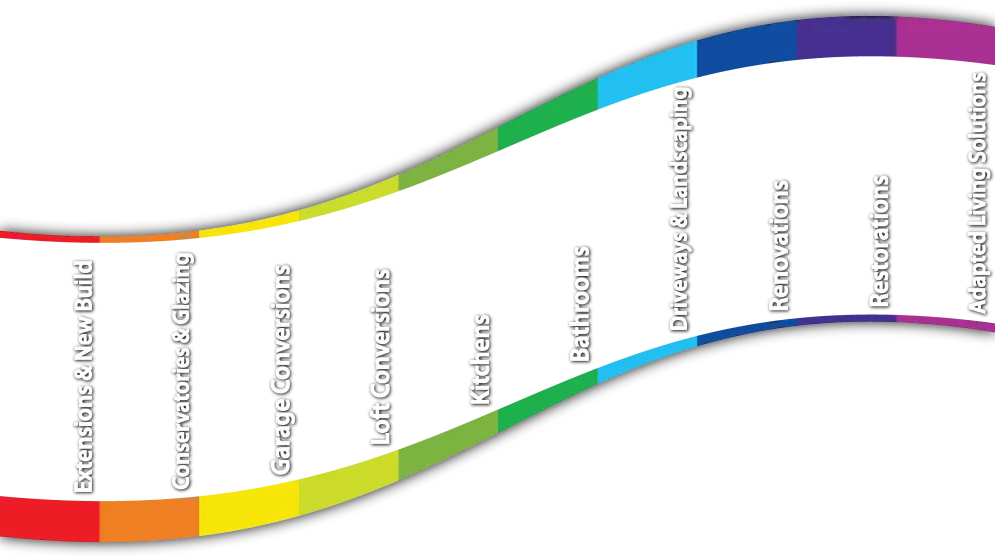 Extensions & New Build
Conservatories & Glazing
Garage Conversions
Loft Conversions
Kitchens
Bathrooms
Driveways & Landscaping
Renovations
Restorations
Adapted Living Solutions